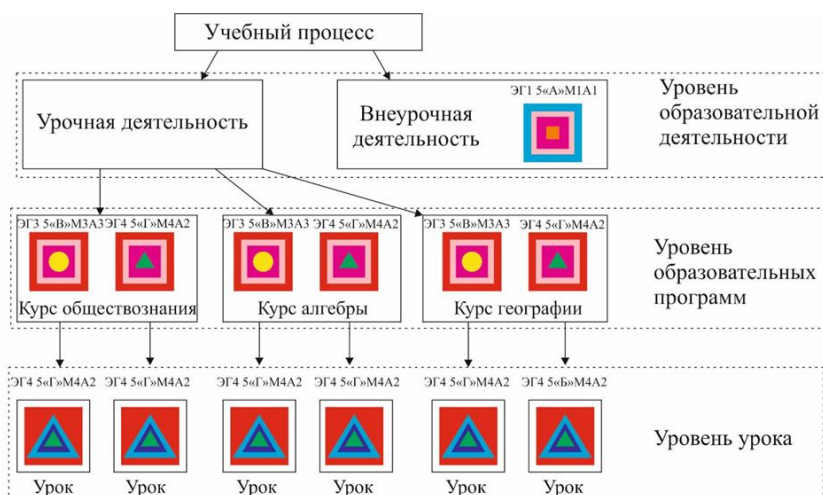 Учебный процесс
ЭГ1 5«А»М1А1
Урочная деятельность
Внеурочная
деятельность
Уровень
образовательной
деятельности
ЭГ3 5«В»М3А3 ЭГ4 5«Г»М4А2
ЭГ3 5«В»М3А3 ЭГ4 5«Г»М4А2
ЭГ3 5«В»М3А3 ЭГ4 5«Г»М4А2
Курс обществознания
Курс алгебры
Курс географии
Уровень
образовательных
программ
ЭГ4 5«Г»М4А2
ЭГ4 5«Г»М4А2
ЭГ4 5«Г»М4А2
ЭГ4 5«Г»М4А2
ЭГ4 5«Г»М4А2
ЭГ4 5«Б»М4А2
Уровень урока
Урок
Урок
Урок
Урок
Урок
Урок